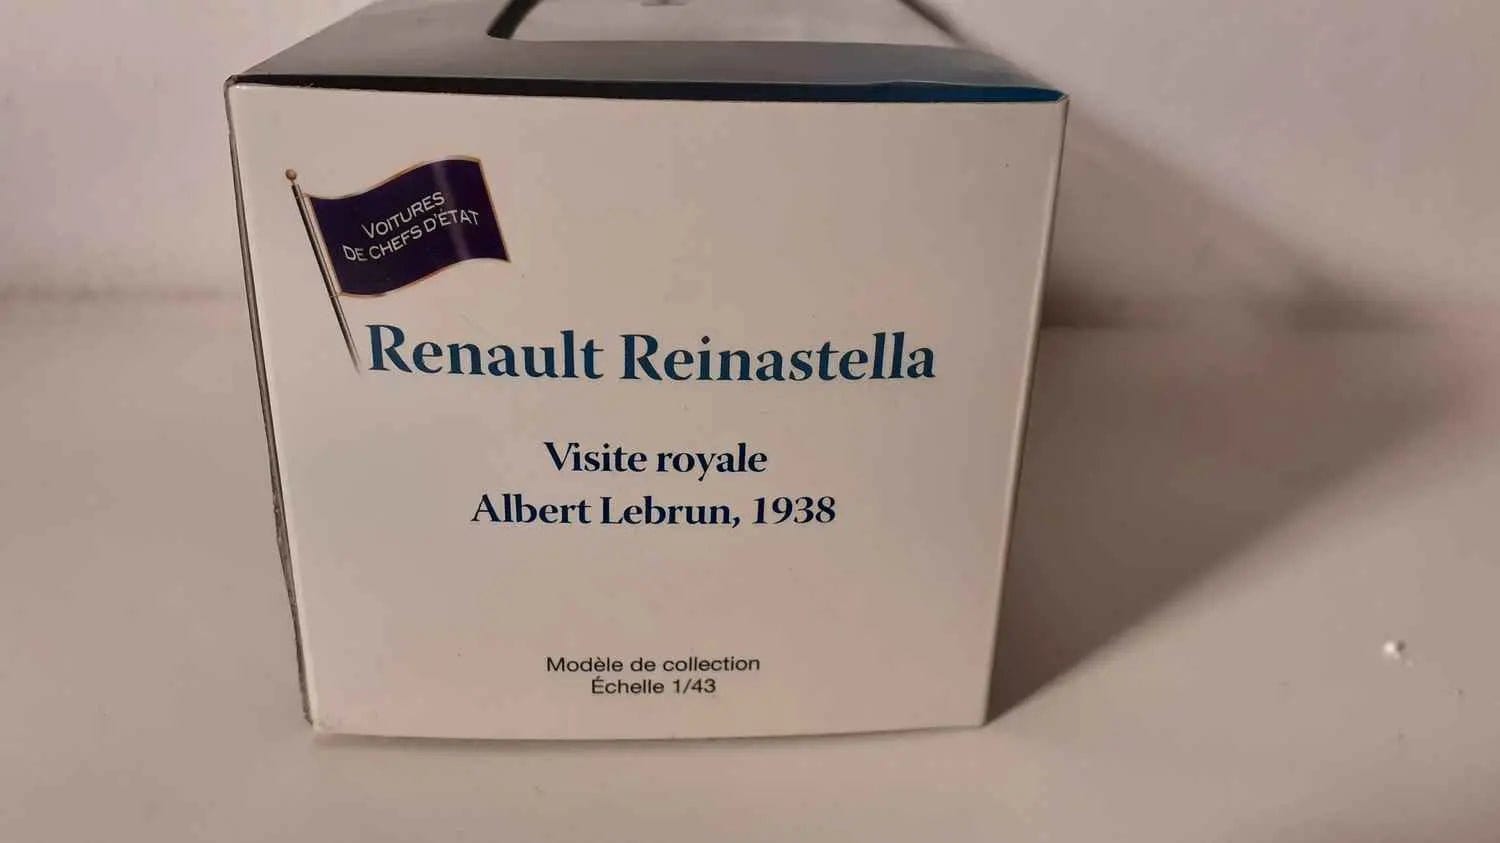 VOITURES
DE CHEFS D'ÉTAT
Renault Reinastella
Visite royale
Albert Lebrun, 1938
Modèle de collection
Échelle 1/43